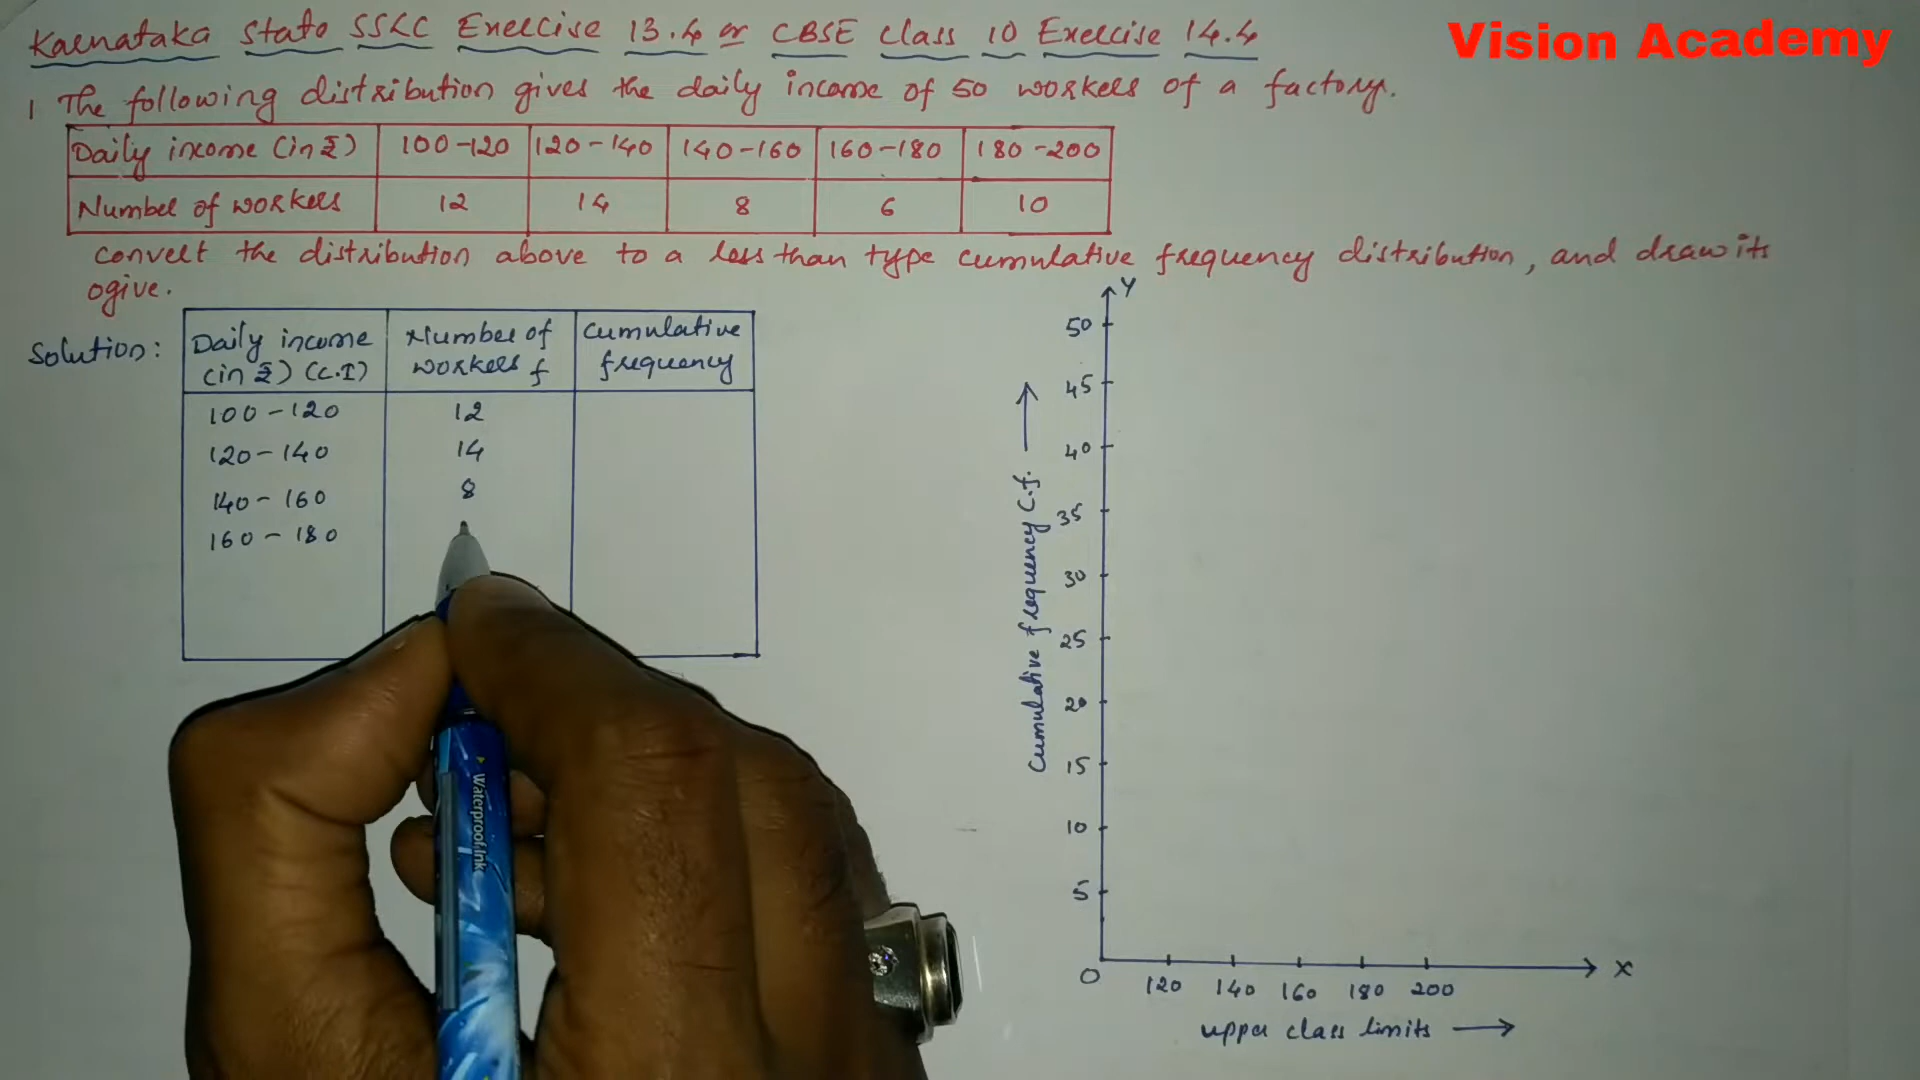 Karnataka State SSLC Exercise 13.4 or CBSE class 10 Exercise 14.4
Vision Academy
1 The following distribution gives the daily income of 50 workers of a factory.
Daily income (in ₹) 100-120 120-140 140-160 160-180 180-200
Number of workers 12 14 8 6 10
convert the distribution above to a less than type cumulative frequency distribution, and draw its
ogive.
Solution:
Daily income (in ₹) (C.I)
Number of workers f
Cumulative frequency
100-120 12
120-140 14
140-160 8
160-180
Waterproof Ink
Y
50
45
40
35
30
25
20
15
10
5
Cumulative frequency C.f.
0 120 140 160 180 200 X
upper class limits